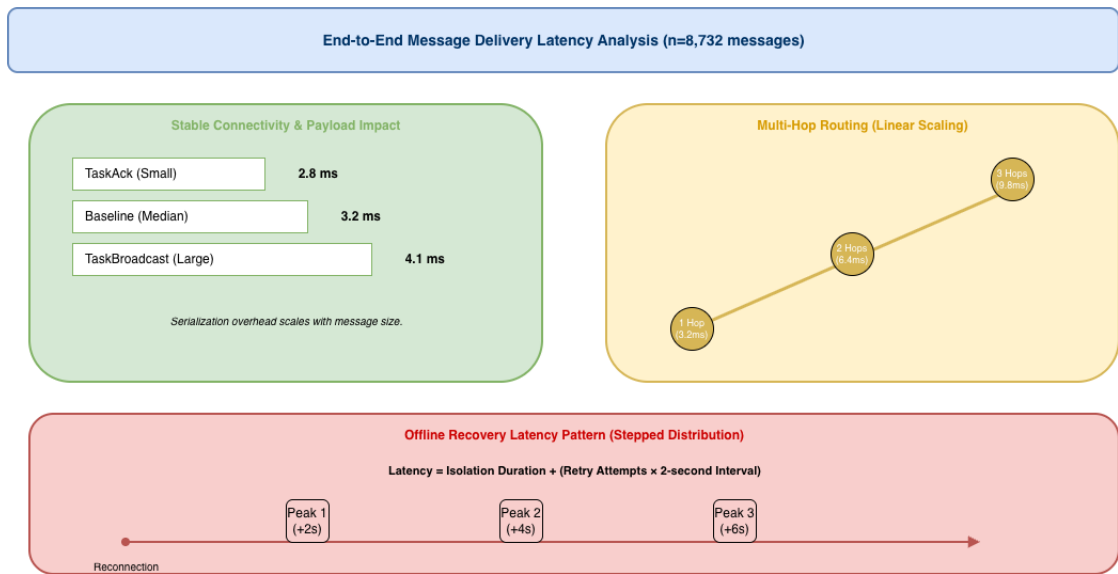 End-to-End Message Delivery Latency Analysis (n=8,732 messages)
Stable Connectivity & Payload Impact
TaskAck (Small)
2.8 ms
Baseline (Median)
3.2 ms
TaskBroadcast (Large)
4.1 ms
Serialization overhead scales with message size.
Multi-Hop Routing (Linear Scaling)
3 Hops
(9.8ms)
2 Hops
(6.4ms)
1 Hop
(3.2ms)
Offline Recovery Latency Pattern (Stepped Distribution)
Latency = Isolation Duration + (Retry Attempts × 2-second Interval)
Peak 1
(+2s)
Peak 2
(+4s)
Peak 3
(+6s)
Reconnection